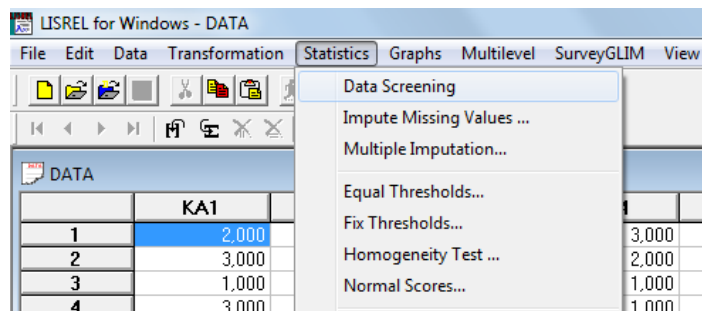 LISREL for Windows - DATA
File Edit Data Transformation Statistics Graphs Multilevel SurveyGLIM View
Data Screening
Impute Missing Values ...
Multiple Imputation...
DATA
Equal Thresholds...
KA1
Fix Thresholds...
1 2,000 3,000
Homogeneity Test ...
2 3,000 2,000
Normal Scores...
3 1,000 1,000
4 3,000 1,000